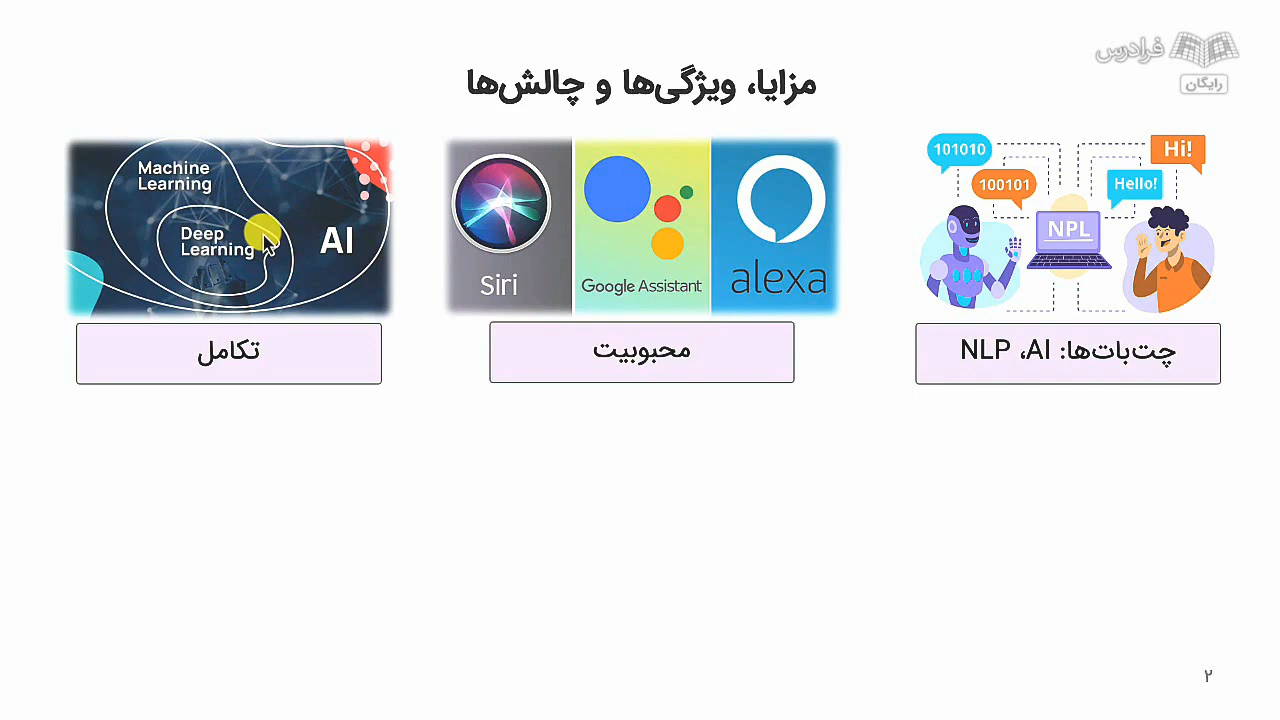 فرادرس
رایگان
مزایا، ویژگی‌ها و چالش‌ها
101010
Hi!
100101
Hello!
NPL
چت‌بات‌ها: NLP ،AI
Siri
Google Assistant
alexa
محبوبیت
Machine
Learning
Deep
Learning
AI
تکامل
۲